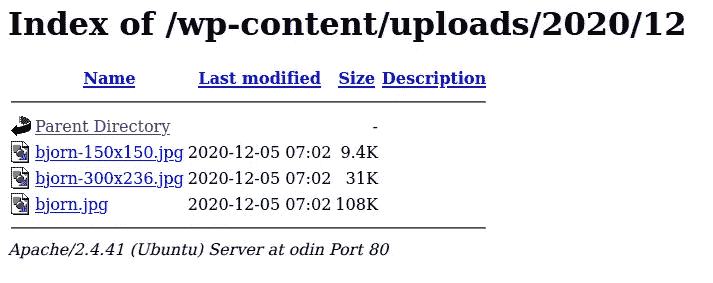 Index of /wp-content/uploads/2020/12
Name Last modified Size Description
Parent Directory -
bjorn-150x150.jpg 2020-12-05 07:02 9.4K
bjorn-300x236.jpg 2020-12-05 07:02 31K
bjorn.jpg 2020-12-05 07:02 108K
Apache/2.4.41 (Ubuntu) Server at odin Port 80